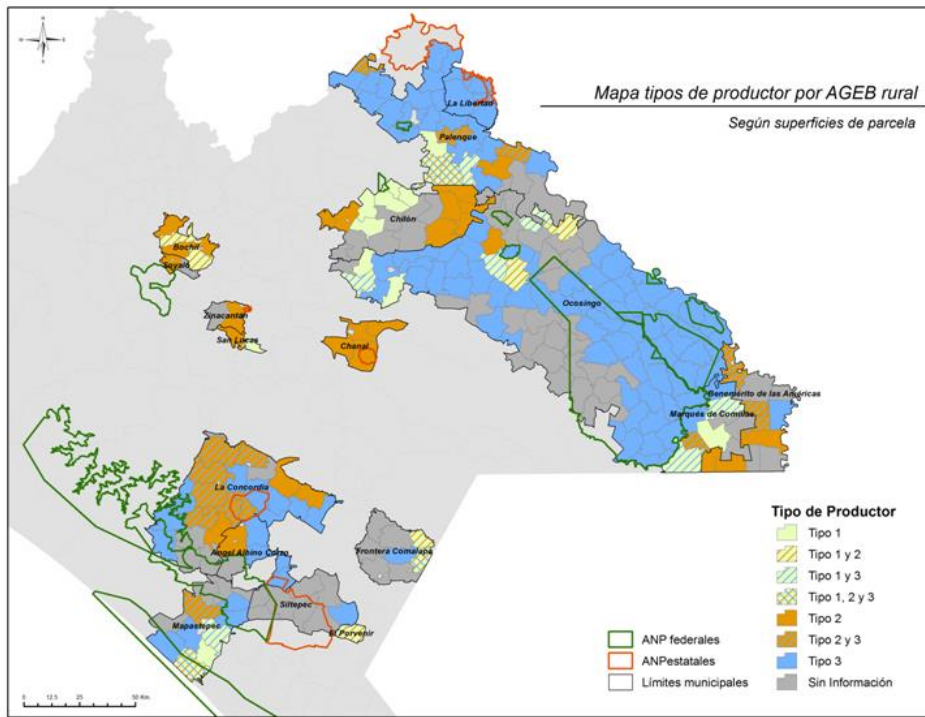 N
Mapa tipos de productor por AGEB rural
Según superficies de parcela
La Libertad
Palenque
Chilón
Bochil
Soyaló
Ocosingo
Zinacantán
San Lucas
Chanal
Benemérito de las Américas
Marqués de Comillas
La Concordia
Angel Albino Corzo
Frontera Comalapa
Siltepec
Mapastepec
El Porvenir
Tipo de Productor
Tipo 1
Tipo 1 y 2
Tipo 1 y 3
Tipo 1, 2 y 3
Tipo 2
Tipo 2 y 3
Tipo 3
Sin Información
ANP federales
ANPestatales
Límites municipales
0 12.5 25 50 Km.